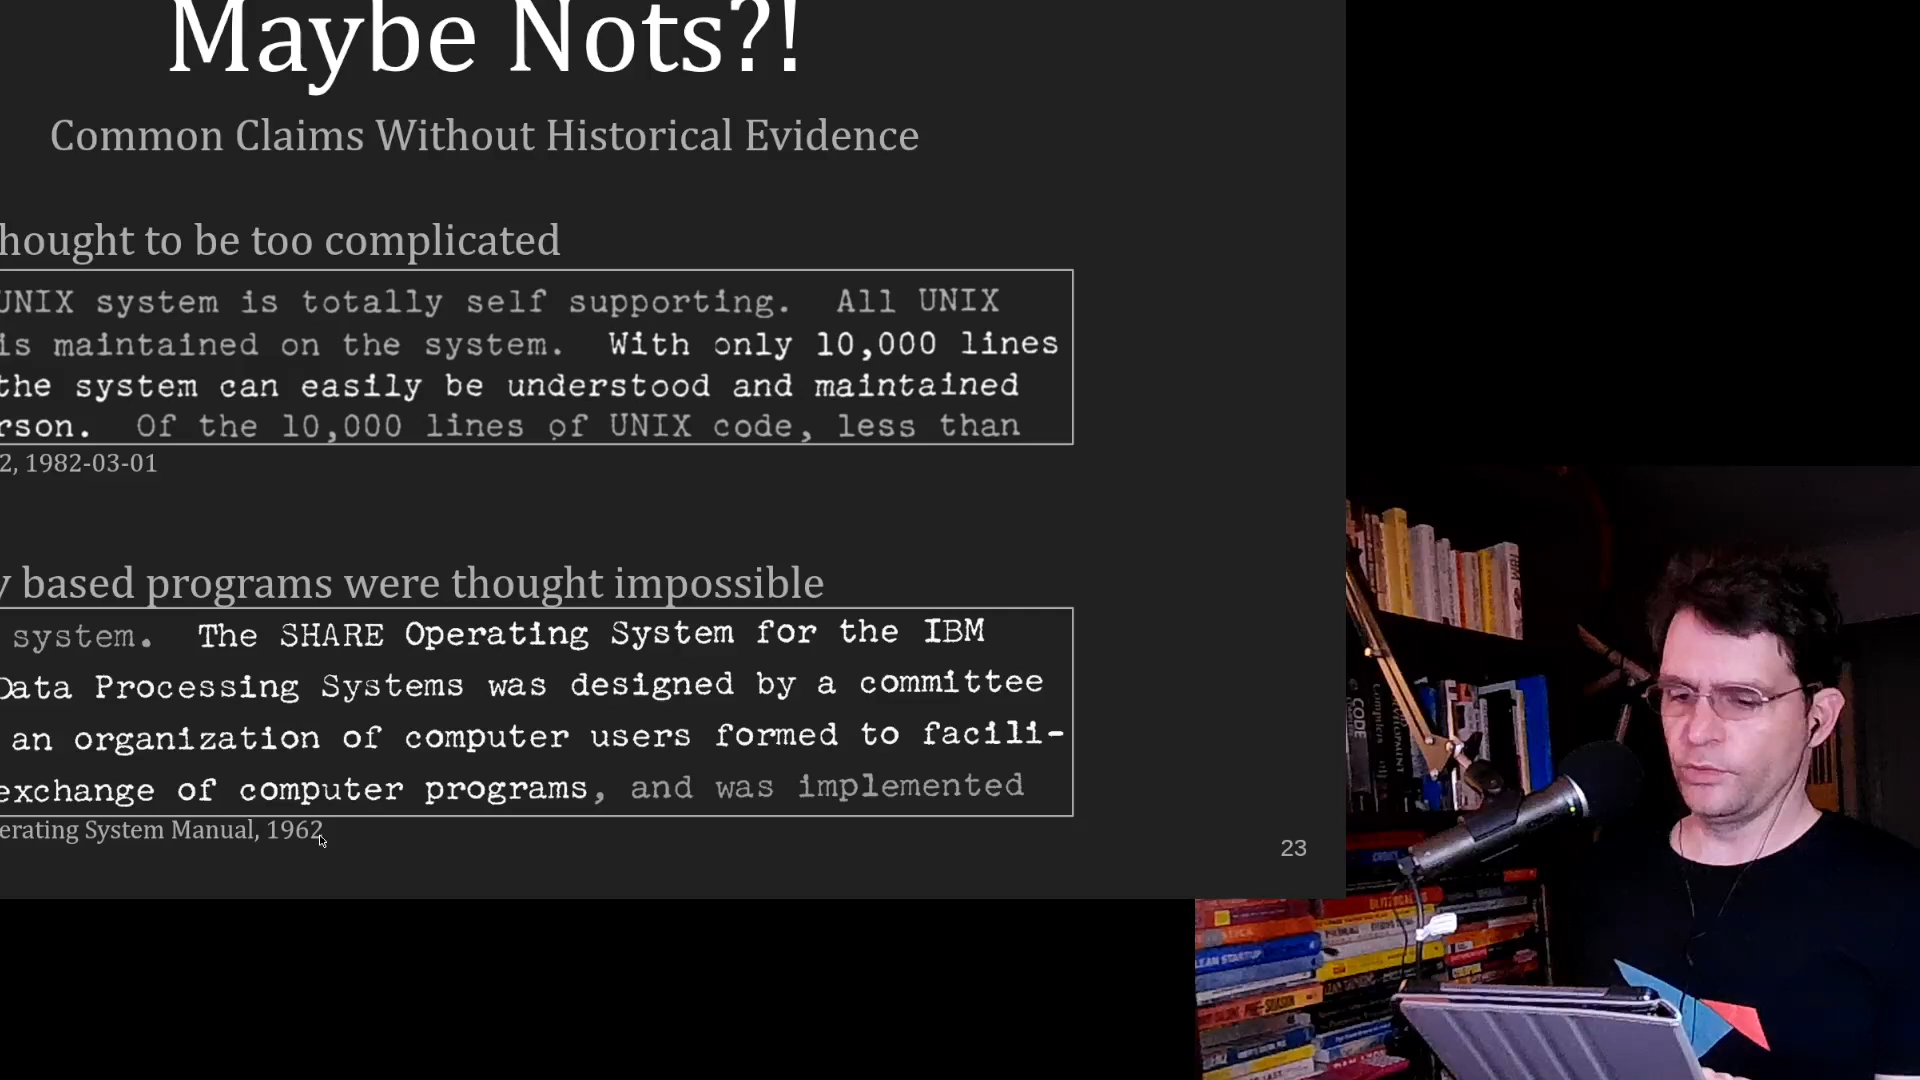 Maybe Nots?!
Common Claims Without Historical Evidence
hought to be too complicated
UNIX system is totally self supporting. All UNIX
is maintained on the system. With only 10,000 lines
the system can easily be understood and maintained
rson. Of the 10,000 lines of UNIX code, less than
2, 1982-03-01
y based programs were thought impossible
system. The SHARE Operating System for the IBM
Data Processing Systems was designed by a committee
an organization of computer users formed to facili-
exchange of computer programs, and was implemented
erating System Manual, 1962
23
CODE
LEAN STARTUP